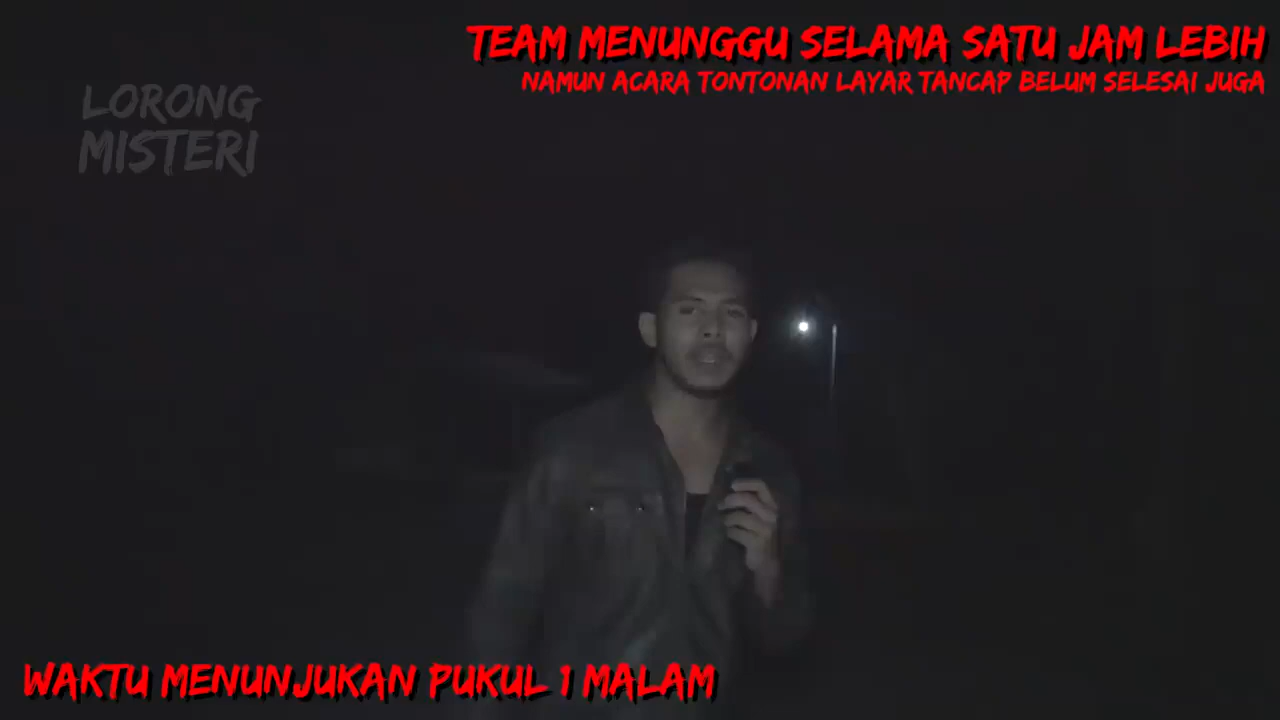 TEAM MENUNGGU SELAMA SATU JAM LEBIH
NAMUN ACARA TONTONAN LAYAR TANCAP BELUM SELESAI JUGA
LORONG
MISTERI
WAKTU MENUNJUKAN PUKUL 1 MALAM